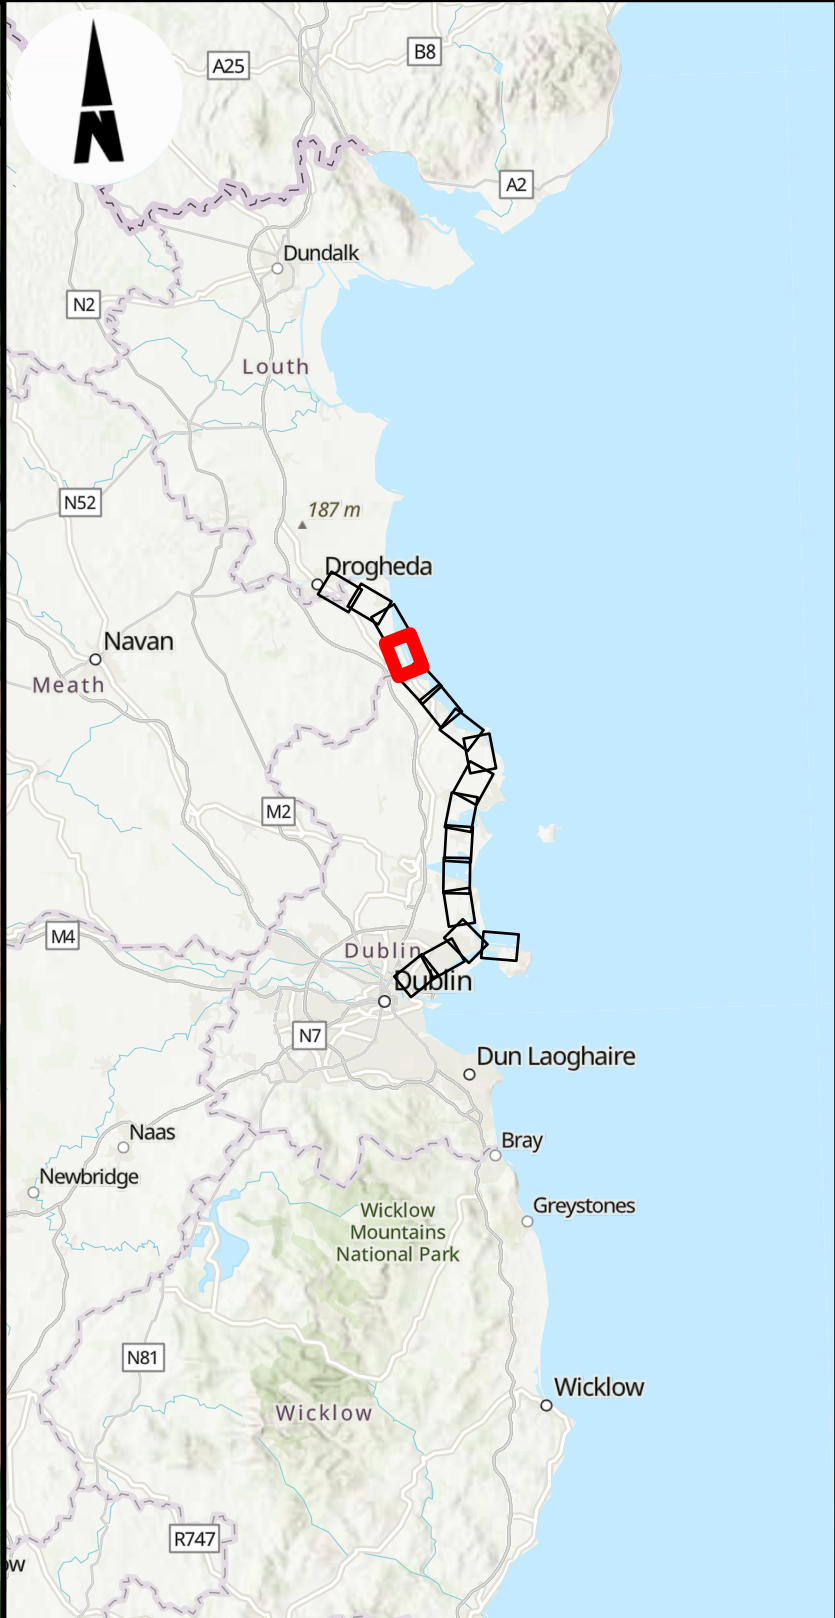 A25
B8
N
A2
Dundalk
N2
Louth
N52
187 m
Drogheda
Navan
Meath
M2
M4
Dublin
Dublin
N7
Dun Laoghaire
Naas
Bray
Newbridge
Greystones
Wicklow
Mountains
National Park
N81
Wicklow
Wicklow
R747
ow